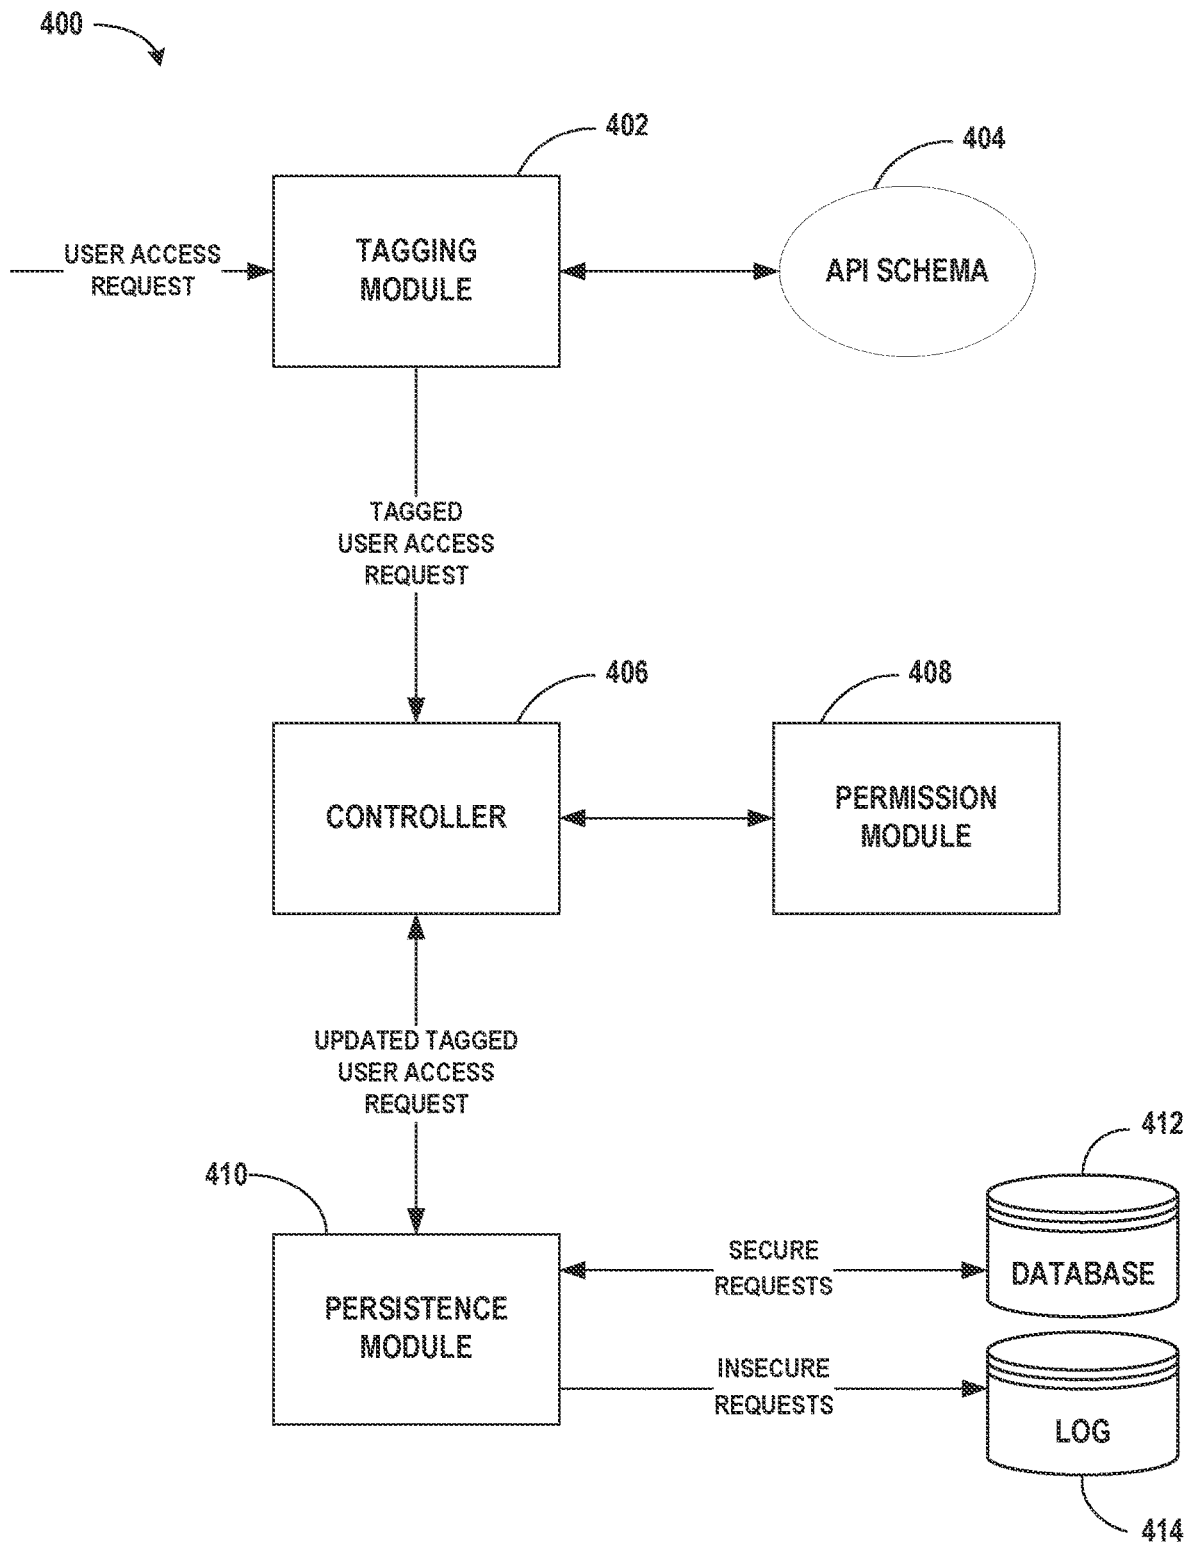 400
402
404
USER ACCESS
REQUEST
TAGGING
MODULE
API SCHEMA
TAGGED
USER ACCESS
REQUEST
406
408
CONTROLLER
PERMISSION
MODULE
UPDATED TAGGED
USER ACCESS
REQUEST
410
412
PERSISTENCE
MODULE
SECURE
REQUESTS
DATABASE
INSECURE
REQUESTS
LOG
414